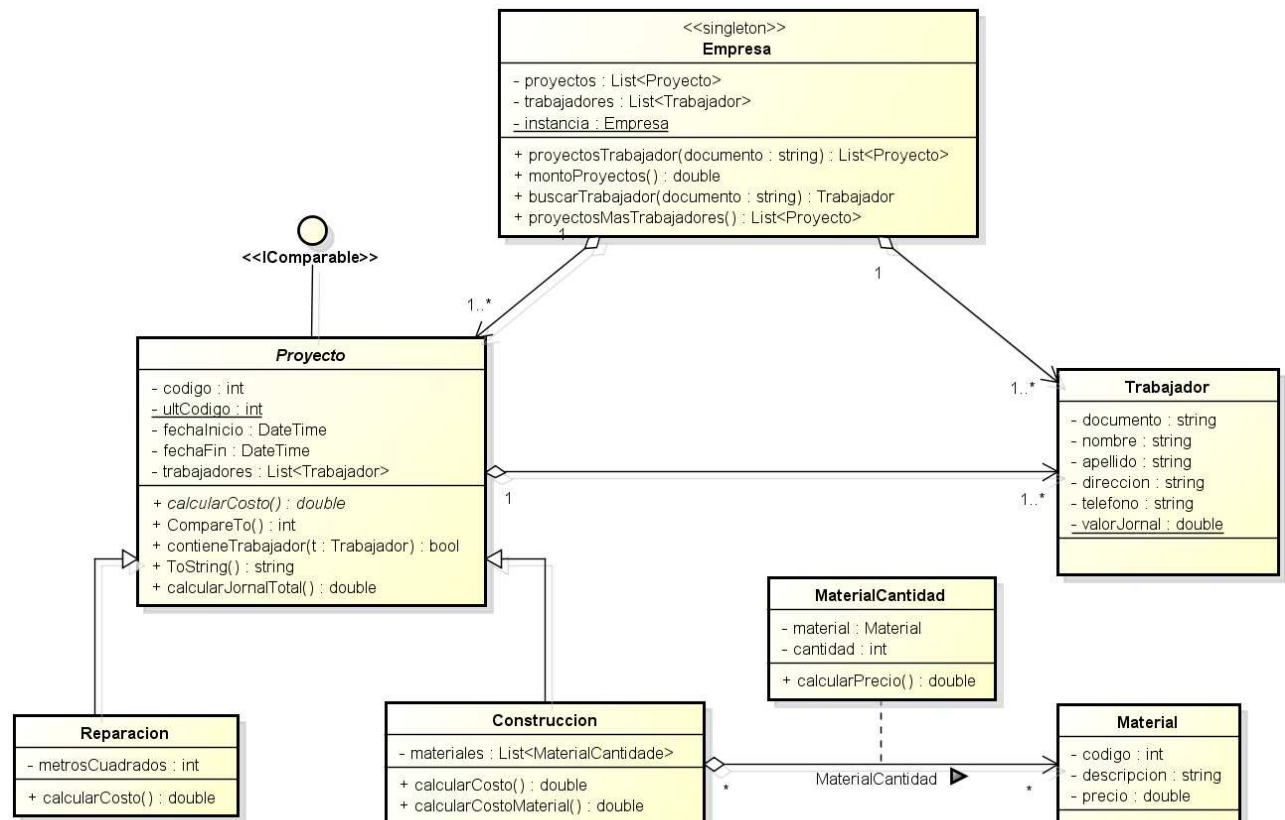 <<singleton>>
Empresa
- proyectos : List<Proyecto>
- trabajadores : List<Trabajador>
- instancia : Empresa
+ proyectosTrabajador(documento : string) : List<Proyecto>
+ montoProyectos() : double
+ buscarTrabajador(documento : string) : Trabajador
+ proyectosMasTrabajadores() : List<Proyecto>
<<IComparable>>
1
1..*
1
1..*
Proyecto
- codigo : int
- ultCodigo : int
- fechaInicio : DateTime
- fechaFin : DateTime
- trabajadores : List<Trabajador>
+ calcularCosto() : double
+ CompareTo() : int
+ contieneTrabajador(t : Trabajador) : bool
+ ToString() : string
+ calcularJornalTotal() : double
1
1..*
Trabajador
- documento : string
- nombre : string
- apellido : string
- direccion : string
- telefono : string
- valorJornal : double
MaterialCantidad
- material : Material
- cantidad : int
+ calcularPrecio() : double
Reparacion
- metrosCuadrados : int
+ calcularCosto() : double
Construccion
- materiales : List<MaterialCantidade>
+ calcularCosto() : double
+ calcularCostoMaterial() : double
*
MaterialCantidad
*
Material
- codigo : int
- descripcion : string
- precio : double